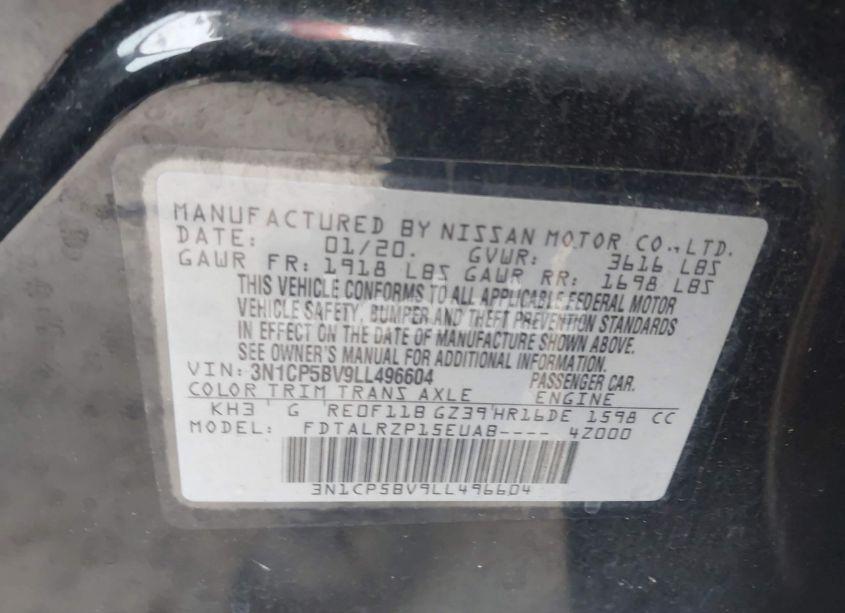 MANUFACTURED BY NISSAN MOTOR CO.,LTD.
DATE: 01/20. GVWR: 3616 LBS
GAWR FR: 1918 LBS GAWR RR: 1698 LBS
THIS VEHICLE CONFORMS TO ALL APPLICABLE FEDERAL MOTOR
VEHICLE SAFETY, BUMPER AND THEFT PREVENTION STANDARDS
IN EFFECT ON THE DATE OF MANUFACTURE SHOWN ABOVE.
SEE OWNER'S MANUAL FOR ADDITIONAL INFORMATION.
VIN: 3N1CP5BV9LL496604 PASSENGER CAR.
COLOR TRIM TRANS AXLE ENGINE
KH3 G RE0F11B GZ39 HR16DE 1598 CC
MODEL: FDTALRZP15EUAB---- 4Z000
3N1CP5BV9LL496604